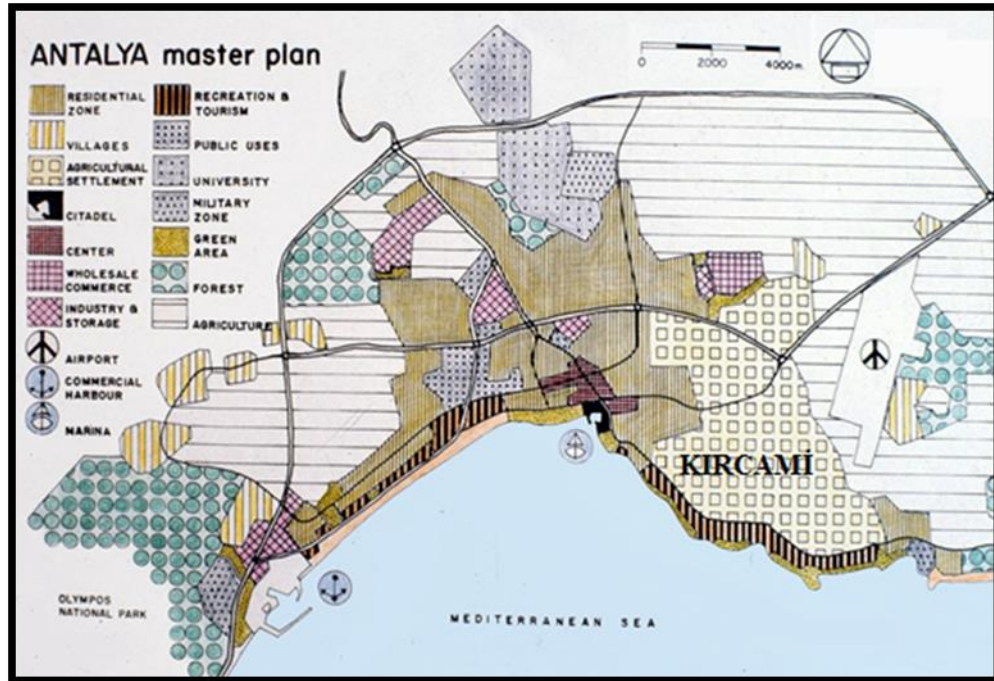 ANTALYA master plan
RESIDENTIAL
ZONE
VILLAGES
AGRICULTURAL
SETTLEMENT
CITADEL
CENTER
WHOLESALE
COMMERCE
INDUSTRY &
STORAGE
AIRPORT
COMMERCIAL
HARBOUR
MARINA
RECREATION &
TOURISM
PUBLIC USES
UNIVERSITY
MILITARY
ZONE
GREEN
AREA
FOREST
AGRICULTURE
0 2000 4000m.
KIRCAMİ
OLYMPOS
NATIONAL PARK
MEDITERRANEAN SEA